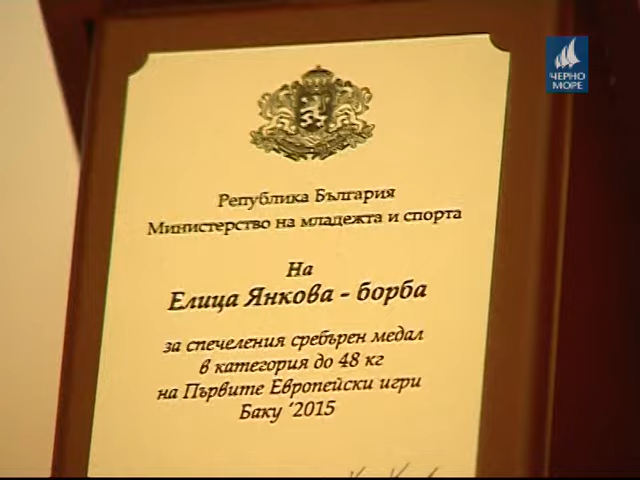 ЧЕРНО
МОРЕ
Република България
Министерство на младежта и спорта
На
Елица Янкова - борба
за спечеления сребърен медал
в категория до 48 кг
на Първите Европейски игри
Баку ‘2015